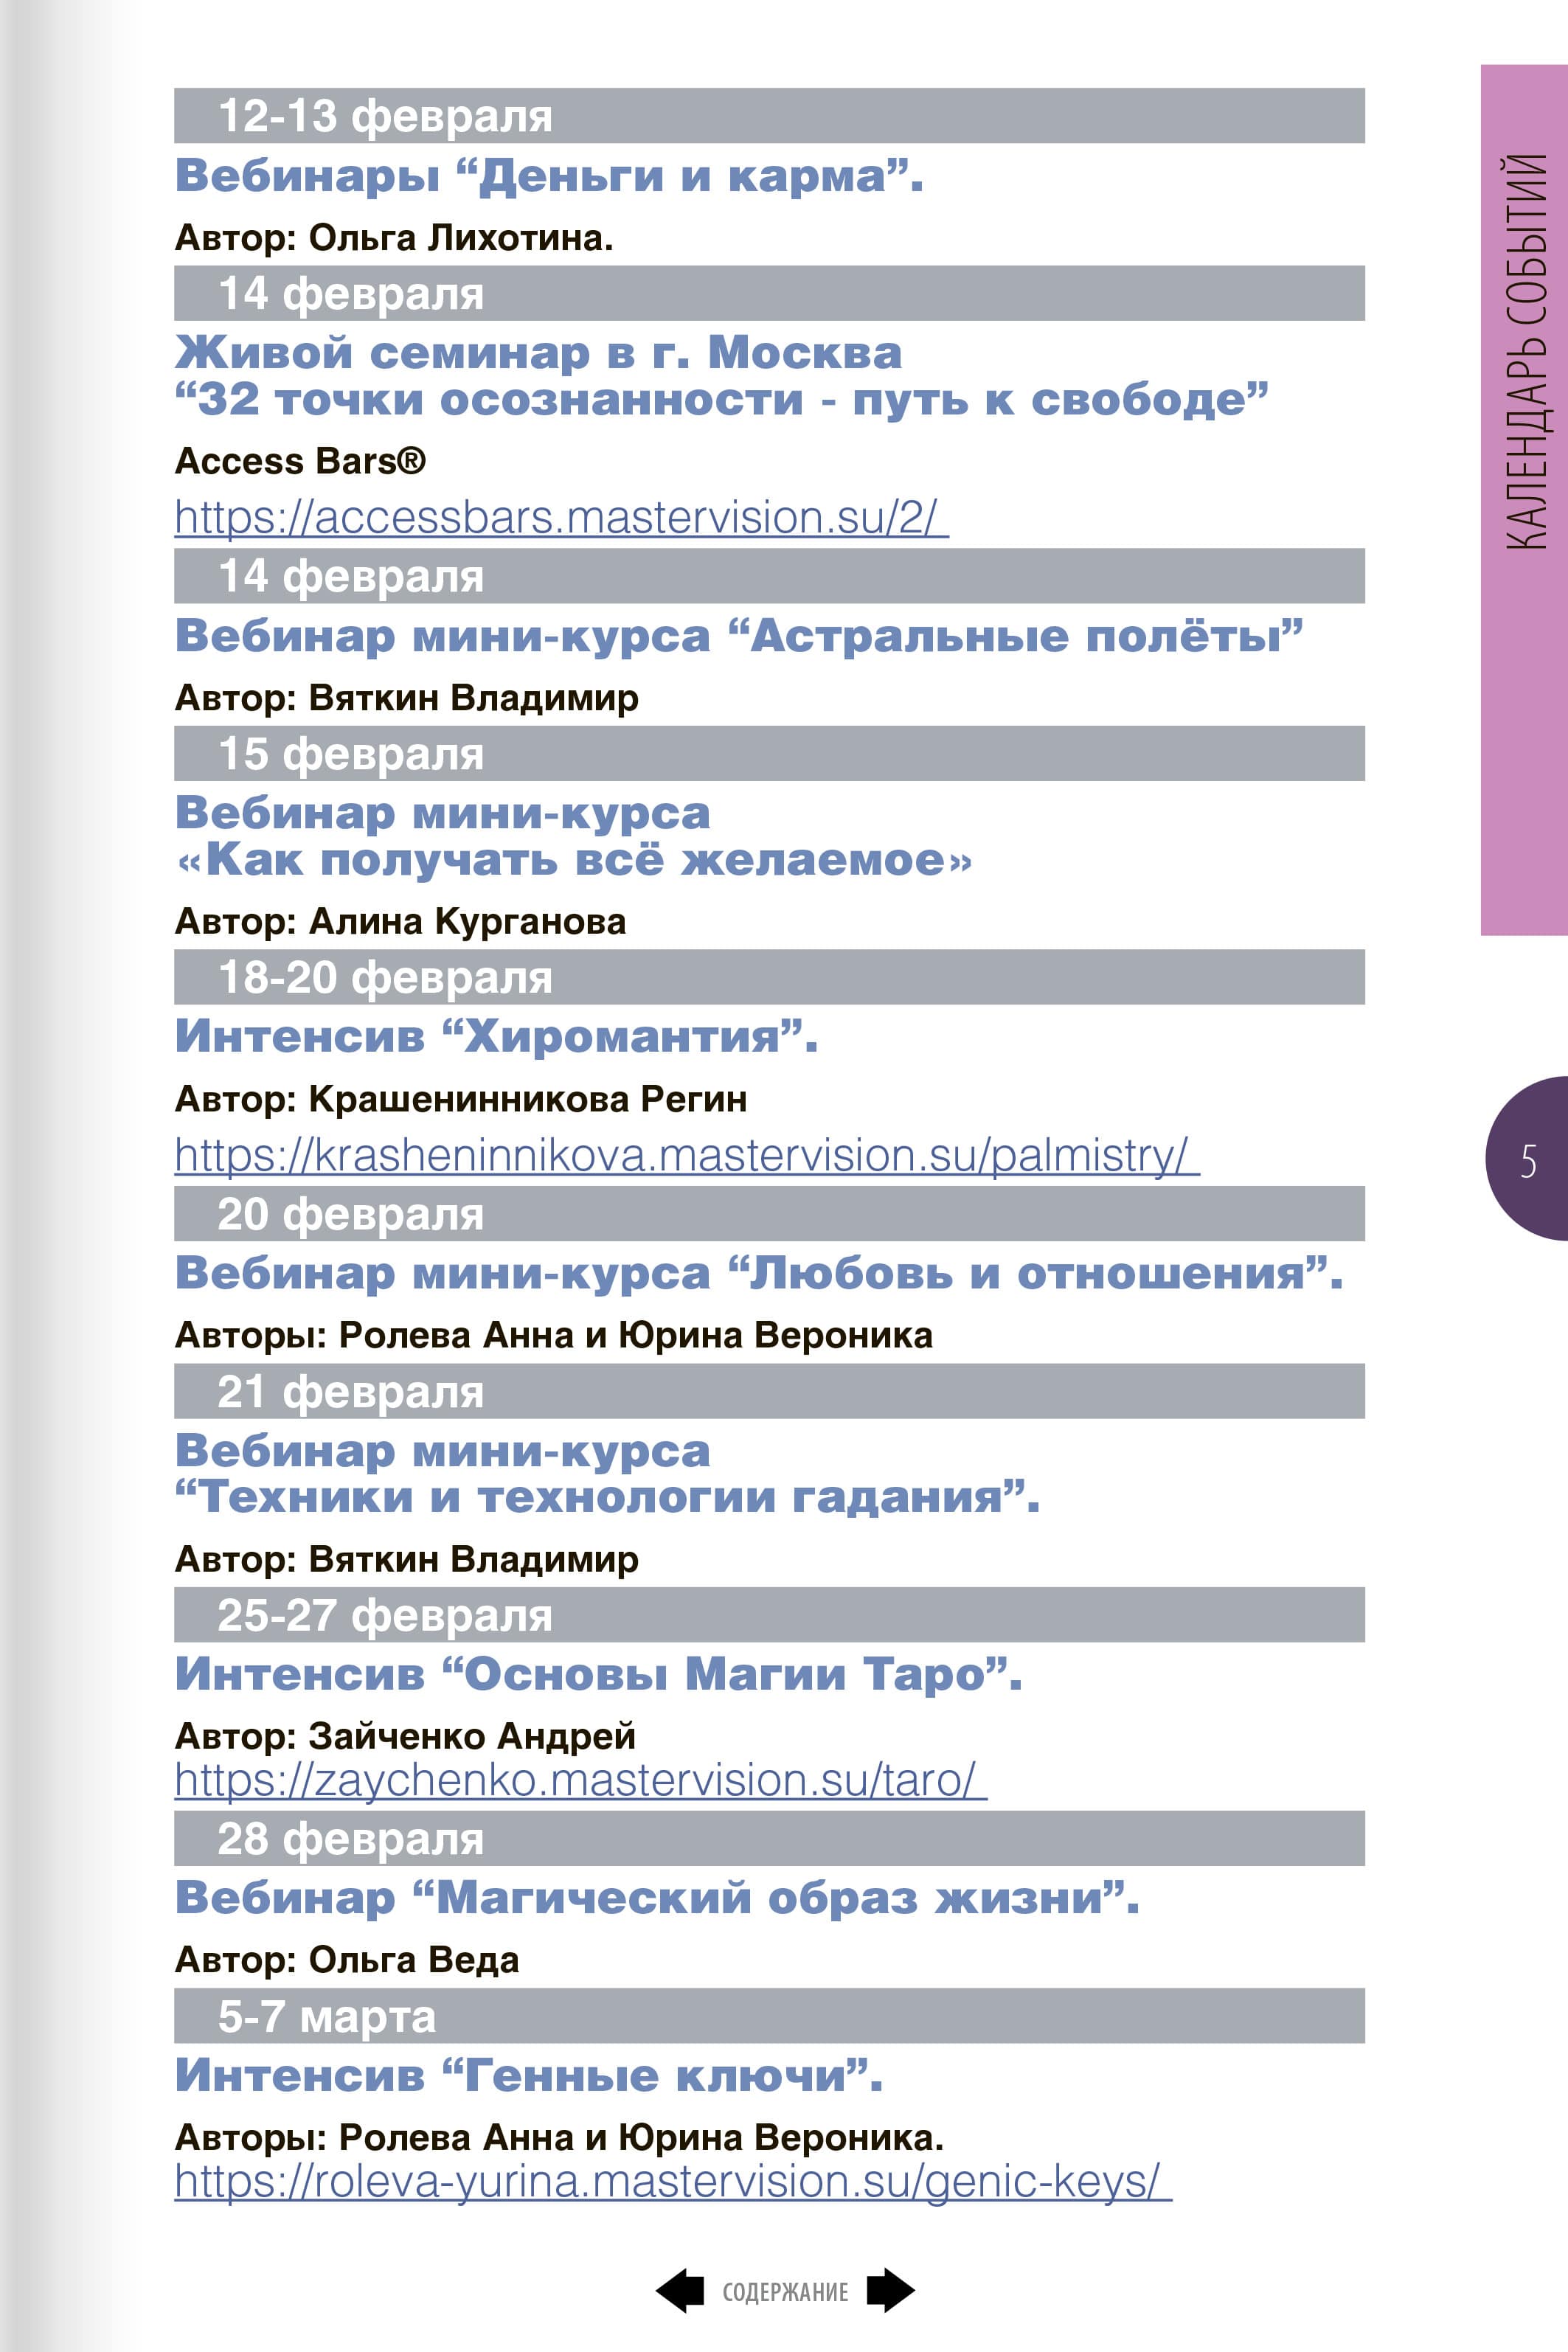 12-13 февраля
Вебинары “Деньги и карма”.
Автор: Ольга Лихотина.
14 февраля
Живой семинар в г. Москва
“32 точки осознанности - путь к свободе”
Access Bars®
https://accessbars.mastervision.su/2/
14 февраля
Вебинар мини-курса “Астральные полёты”
Автор: Вяткин Владимир
15 февраля
Вебинар мини-курса
«Как получать всё желаемое»
Автор: Алина Курганова
18-20 февраля
Интенсив “Хиромантия”.
Автор: Крашенинникова Регин
https://krasheninnikova.mastervision.su/palmistry/
20 февраля
Вебинар мини-курса “Любовь и отношения”.
Авторы: Ролева Анна и Юрина Вероника
21 февраля
Вебинар мини-курса
“Техники и технологии гадания”.
Автор: Вяткин Владимир
25-27 февраля
Интенсив “Основы Магии Таро”.
Автор: Зайченко Андрей
https://zaychenko.mastervision.su/taro/
28 февраля
Вебинар “Магический образ жизни”.
Автор: Ольга Веда
5-7 марта
Интенсив “Генные ключи”.
Авторы: Ролева Анна и Юрина Вероника.
https://roleva-yurina.mastervision.su/genic-keys/
КАЛЕНДАРЬ СОБЫТИЙ
5
СОДЕРЖАНИЕ